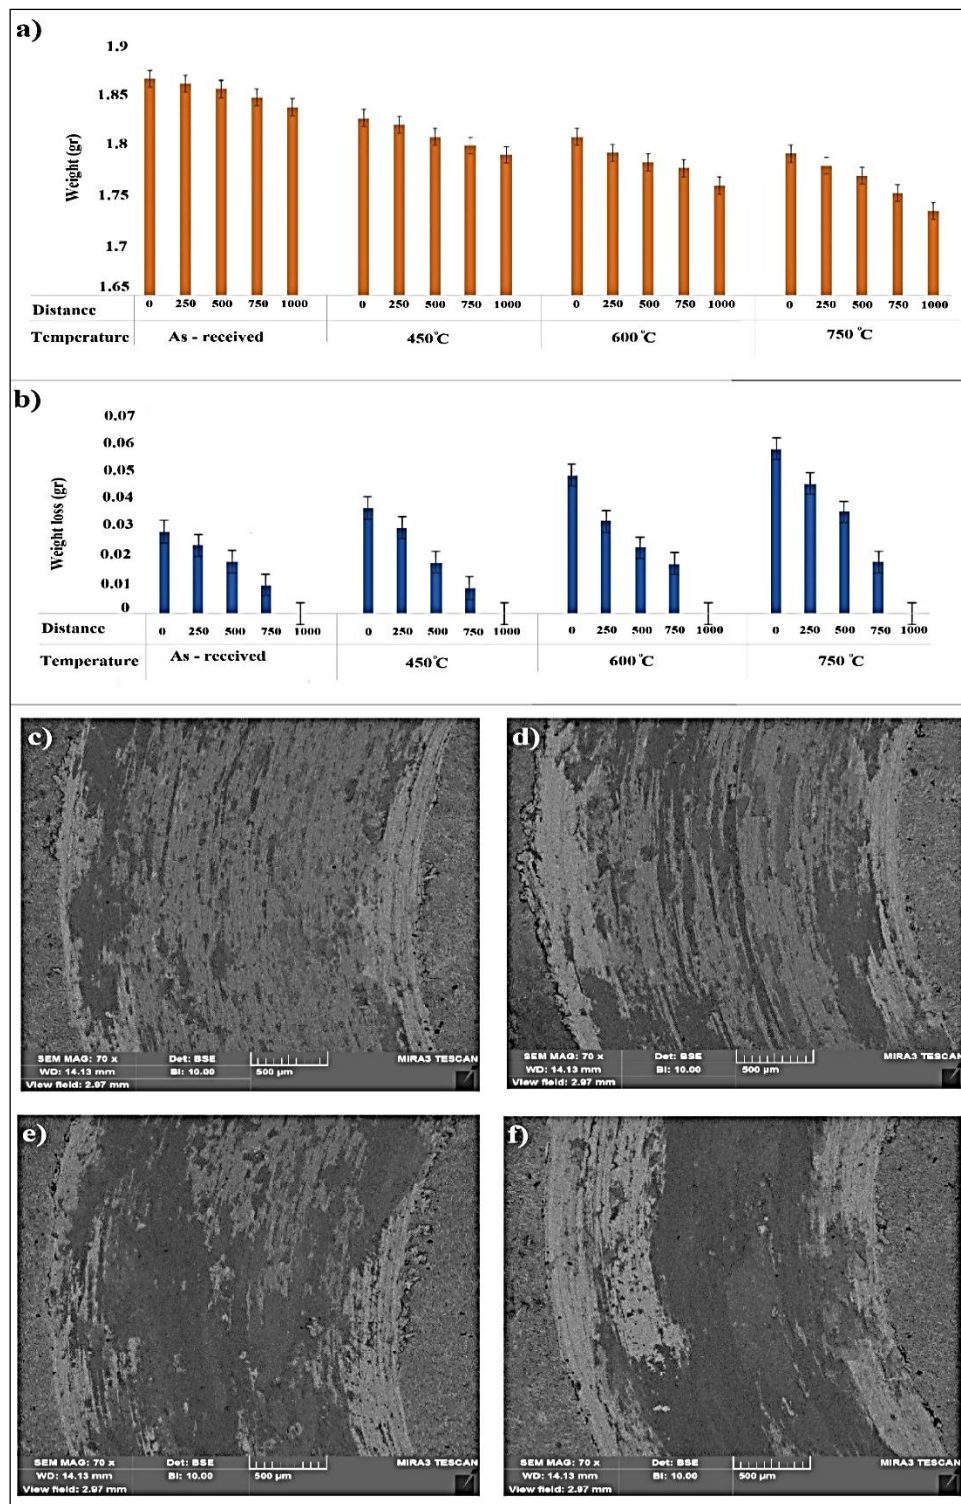 a)
1.9
1.85
1.8
1.75
1.7
1.65
Weight (gr)
0 250 500 750 1000 0 250 500 750 1000 0 250 500 750 1000 0 250 500 750 1000
Distance
Temperature As - received 450°C 600°C 750°C
b)
0.07
0.06
0.05
0.04
0.03
0.02
0.01
0
Weight loss (gr)
Distance 0 250 500 750 1000 0 250 500 750 1000 0 250 500 750 1000 0 250 500 750 1000
Temperature As - received 450°C 600°C 750°C
c)
SEM MAG: 70 x Det: BSE MIRA3 TESCAN
WD: 14.13 mm BI: 10.00 500 µm
View field: 2.97 mm
d)
SEM MAG: 70 x Det: BSE MIRA3 TESCAN
WD: 14.13 mm BI: 10.00 500 µm
View field: 2.97 mm
e)
SEM MAG: 70 x Det: BSE MIRA3 TESCAN
WD: 14.13 mm BI: 10.00 500 µm
View field: 2.97 mm
f)
SEM MAG: 70 x Det: BSE MIRA3 TESCAN
WD: 14.13 mm BI: 10.00 500 µm
View field: 2.97 mm